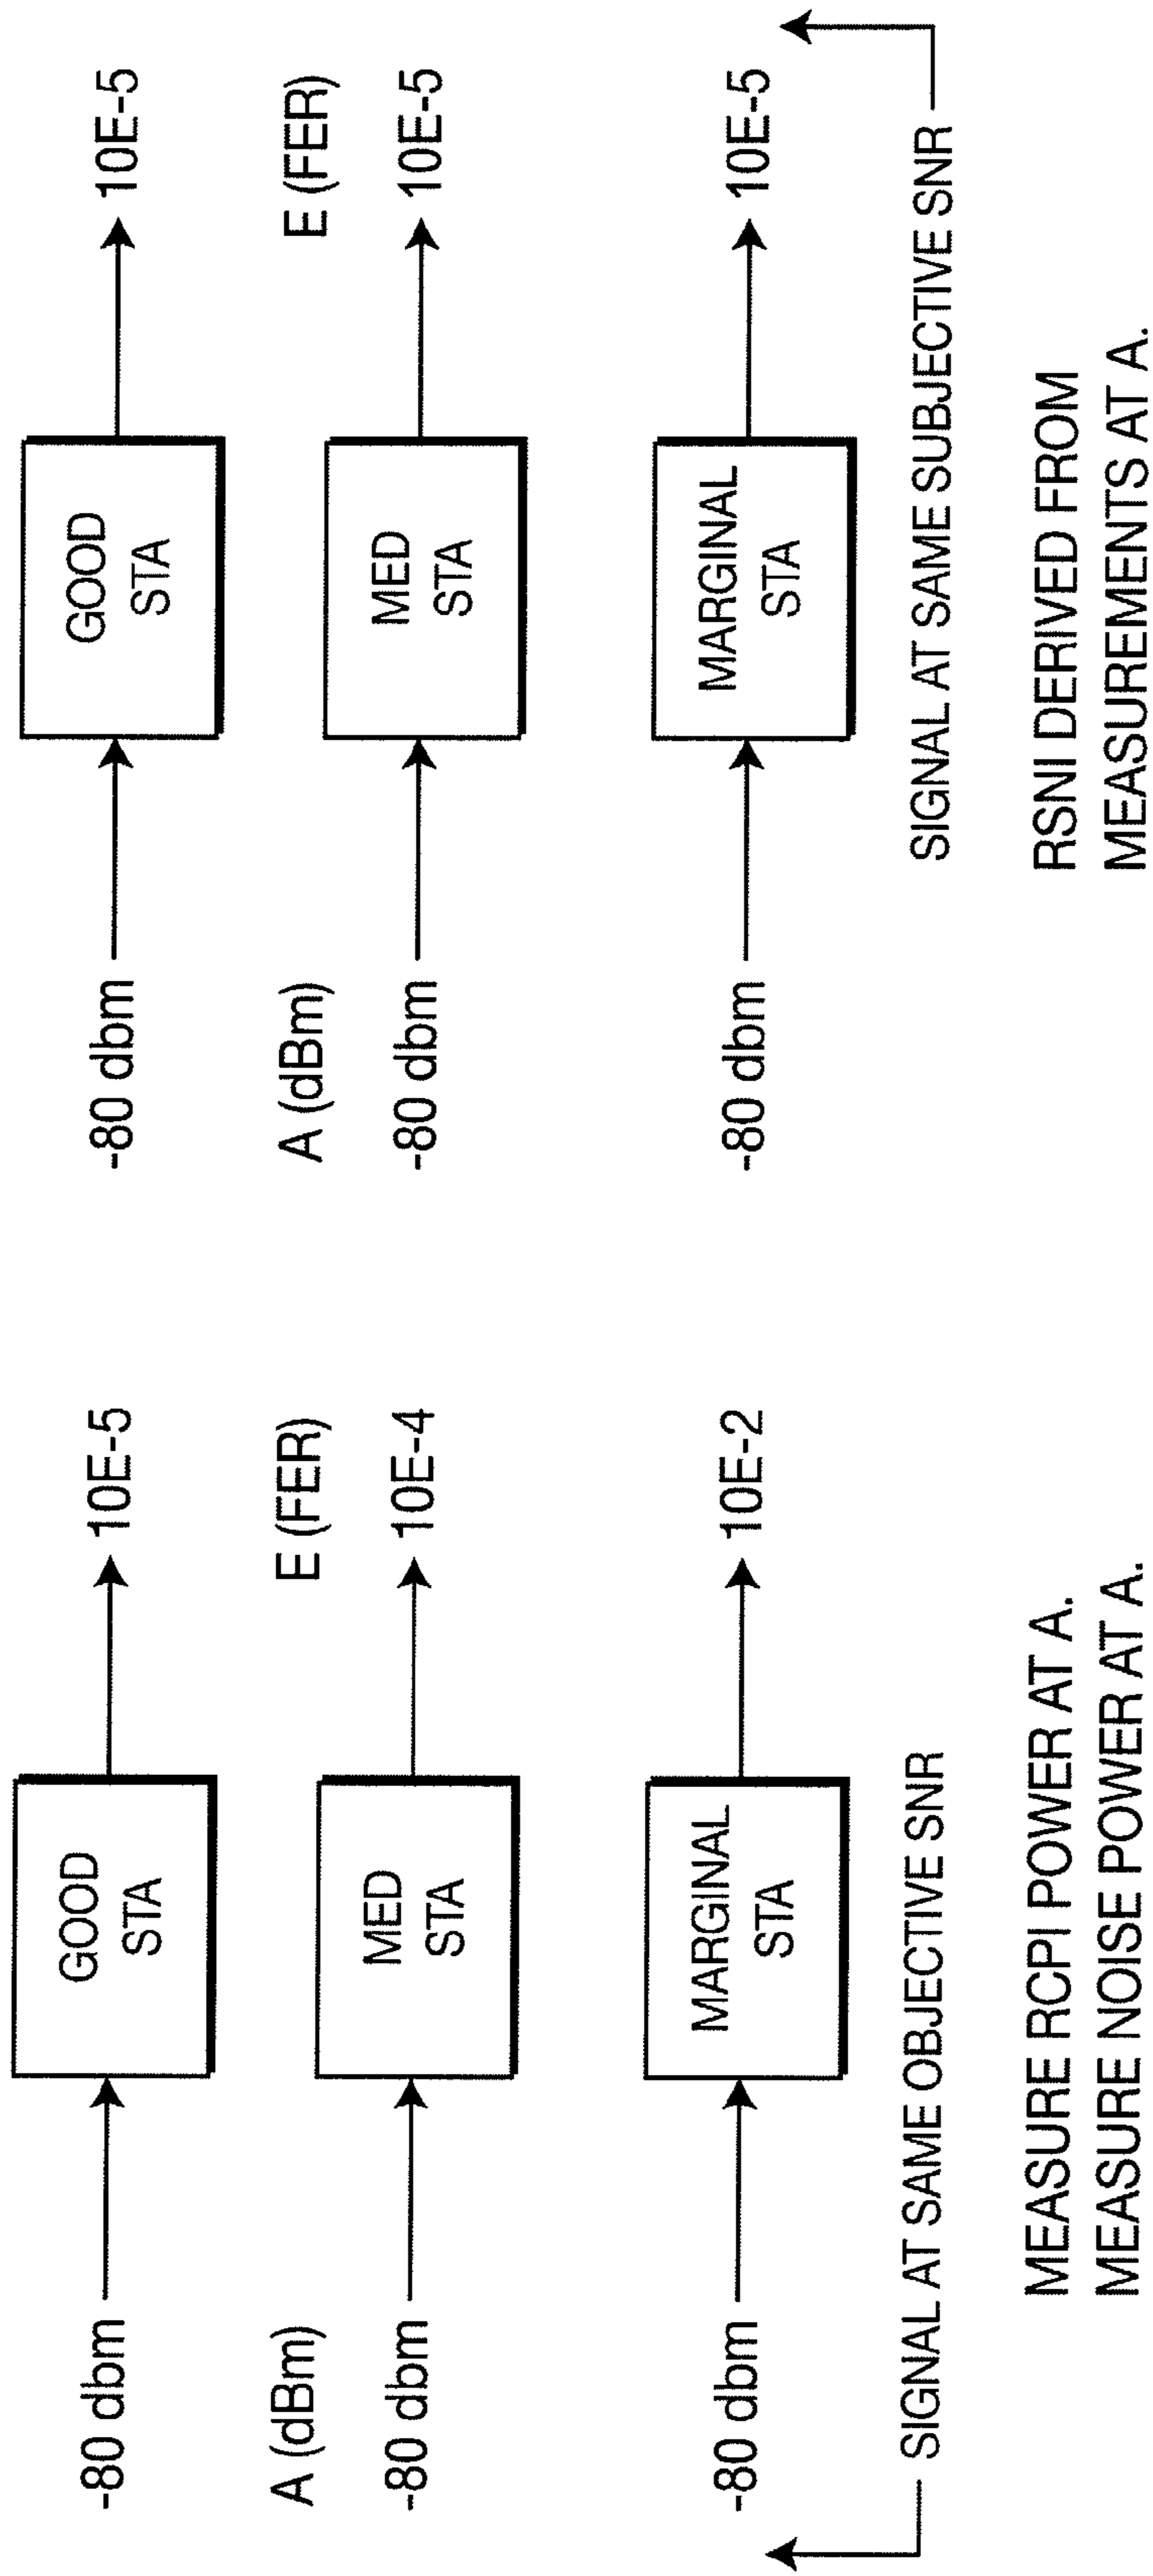 -80 dbm
GOOD
STA
10E-5
A (dBm)
E (FER)
-80 dbm
MED
STA
10E-4
-80 dbm
MARGINAL
STA
10E-2
SIGNAL AT SAME OBJECTIVE SNR
MEASURE RCPI POWER AT A.
MEASURE NOISE POWER AT A.
-80 dbm
GOOD
STA
10E-5
A (dBm)
E (FER)
-80 dbm
MED
STA
10E-5
-80 dbm
MARGINAL
STA
10E-5
SIGNAL AT SAME SUBJECTIVE SNR
RSNI DERIVED FROM
MEASUREMENTS AT A.